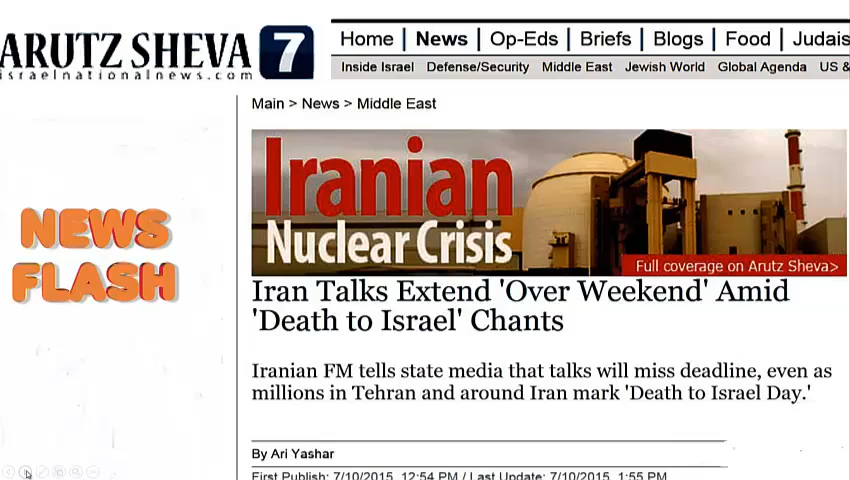 ARUTZ SHEVA 7
israelnationalnews.com
Home | News | Op-Eds | Briefs | Blogs | Food | Judais
Inside Israel Defense/Security Middle East Jewish World Global Agenda US &
Main > News > Middle East
Iranian
Nuclear Crisis
Full coverage on Arutz Sheva>
NEWS
FLASH
Iran Talks Extend 'Over Weekend' Amid
'Death to Israel' Chants
Iranian FM tells state media that talks will miss deadline, even as
millions in Tehran and around Iran mark 'Death to Israel Day.'
By Ari Yashar
First Publish: 7/10/2015, 12:54 PM / Last Update: 7/10/2015, 1:55 PM